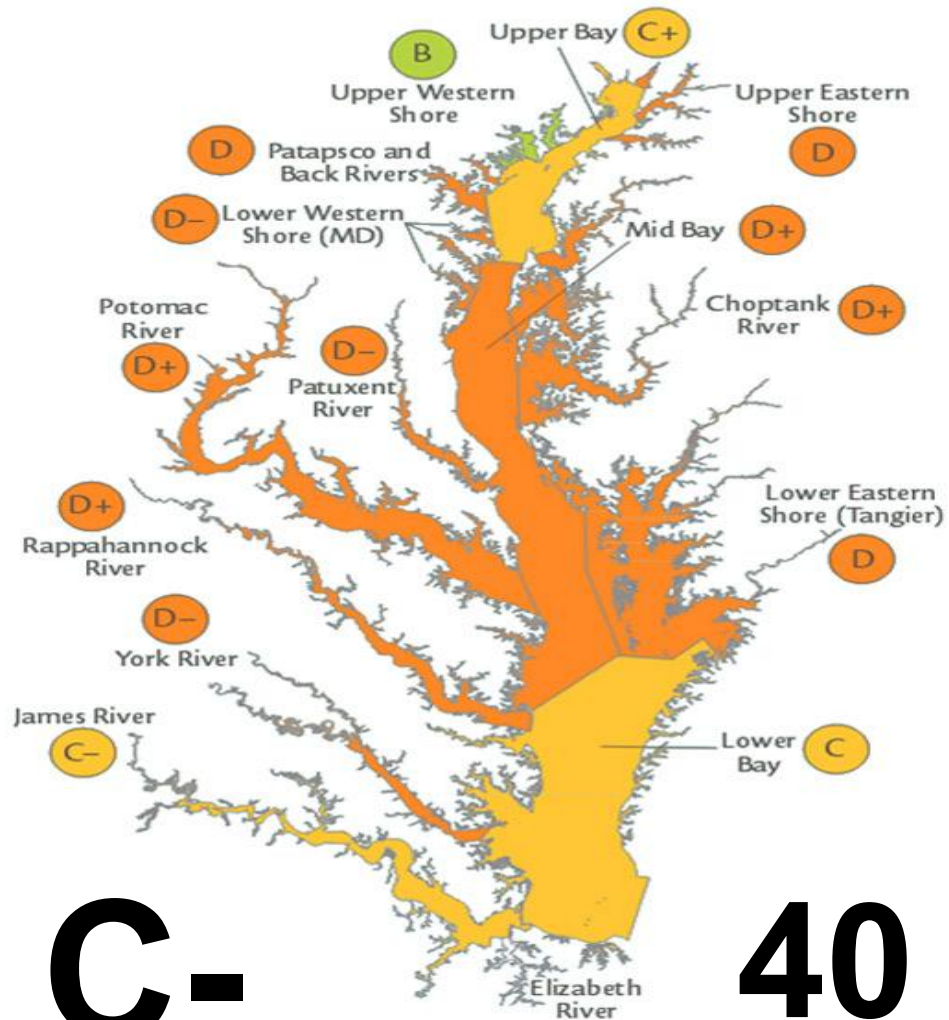 Upper Bay C+
B
Upper Western
Shore
Upper Eastern
Shore
D
D
Patapsco and
Back Rivers
D–
Lower Western
Shore (MD)
Mid Bay D+
Potomac
River
D+
D–
Patuxent
River
Choptank
River
D+
D+
Rappahannock
River
Lower Eastern
Shore (Tangier)
D
D–
York River
James River
C–
Lower
Bay
C
Elizabeth
River
C-
40